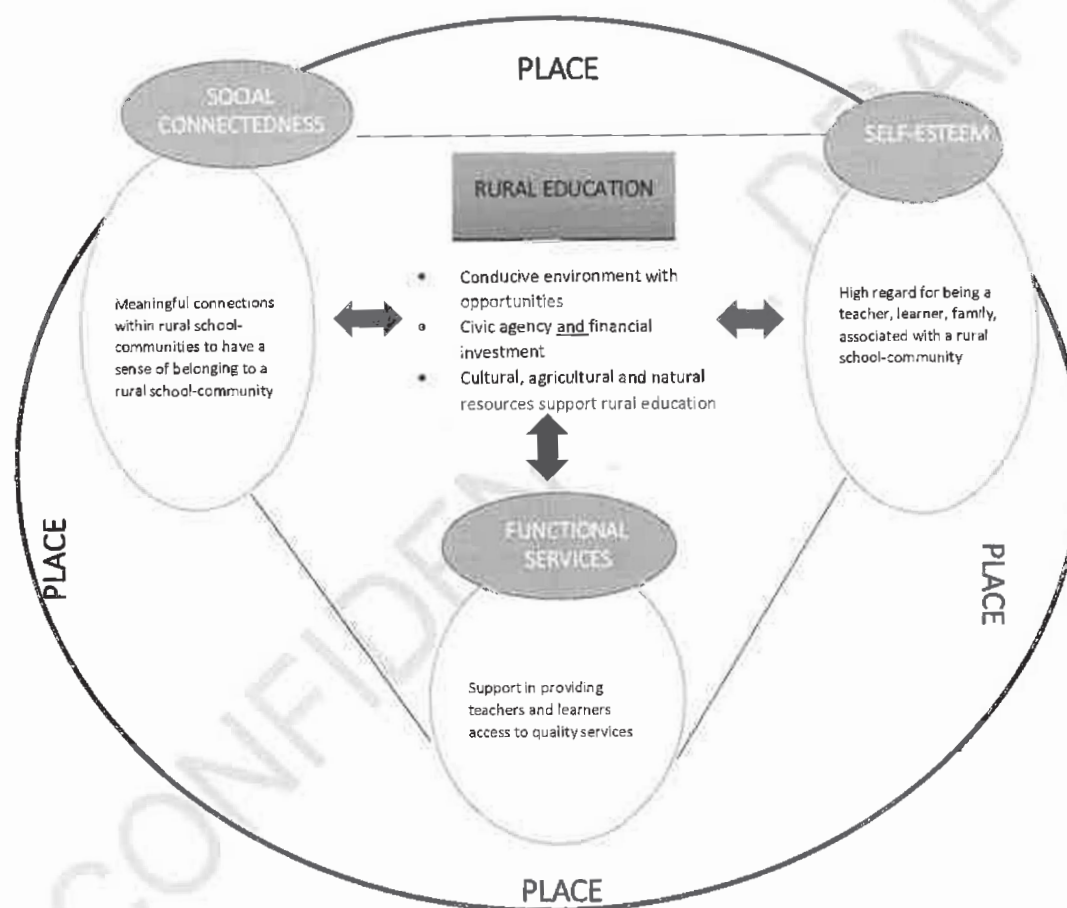 PLACE
SOCIAL
CONNECTEDNESS
SELF-ESTEEM
RURAL EDUCATION
• Conducive environment with
opportunities
• Civic agency and financial
investment
• Cultural, agricultural and natural
resources support rural education
Meaningful connections
within rural school-
communities to have a
sense of belonging to a
rural school-community
High regard for being a
teacher, learner, family,
associated with a rural
school-community
FUNCTIONAL
SERVICES
Support in providing
teachers and learners
access to quality services
PLACE
PLACE
PLACE